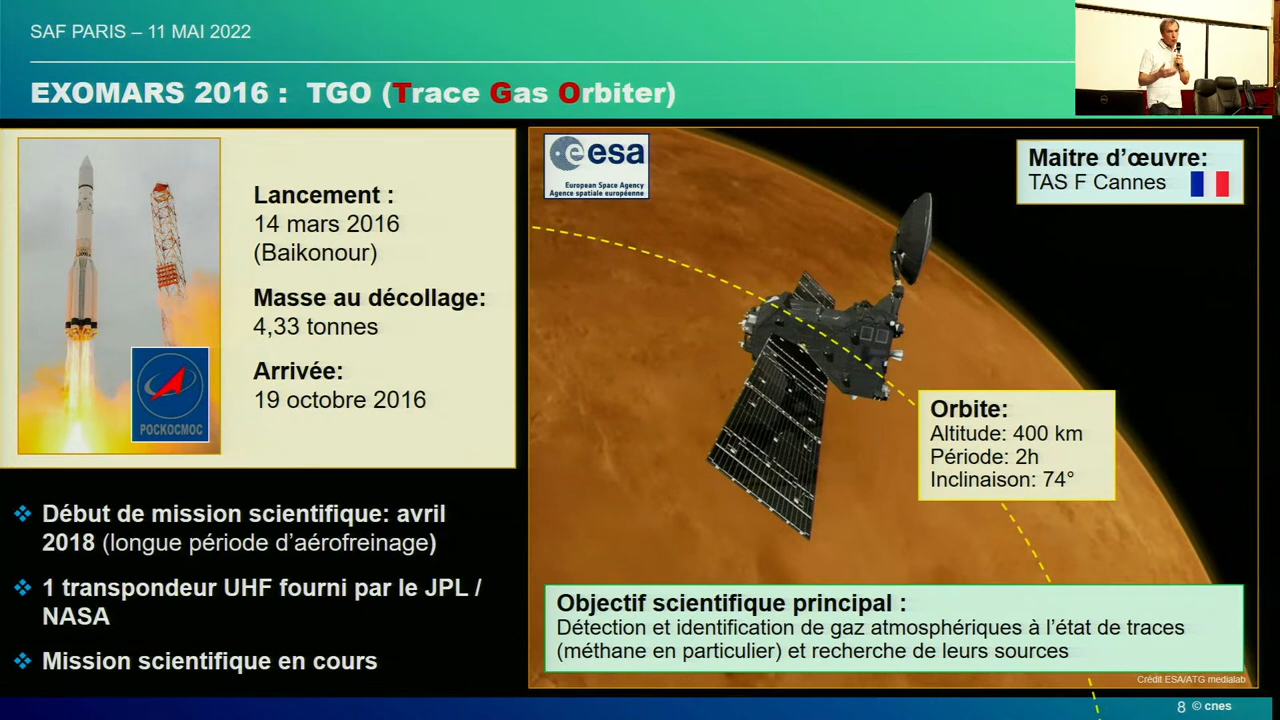 SAF PARIS – 11 MAI 2022
EXOMARS 2016 : TGO (Trace Gas Orbiter)
Lancement :
14 mars 2016
(Baikonour)
Masse au décollage:
4,33 tonnes
Arrivée:
19 octobre 2016
РОСКОСМОС
Début de mission scientifique: avril
2018 (longue période d’aérofreinage)
1 transpondeur UHF fourni par le JPL /
NASA
Mission scientifique en cours
esa
European Space Agency
Agence spatiale européenne
Maitre d’œuvre:
TAS F Cannes
Orbite:
Altitude: 400 km
Période: 2h
Inclinaison: 74°
Objectif scientifique principal :
Détection et identification de gaz atmosphériques à l’état de traces
(méthane en particulier) et recherche de leurs sources
Crédit ESA/ATG medialab
8 © cnes